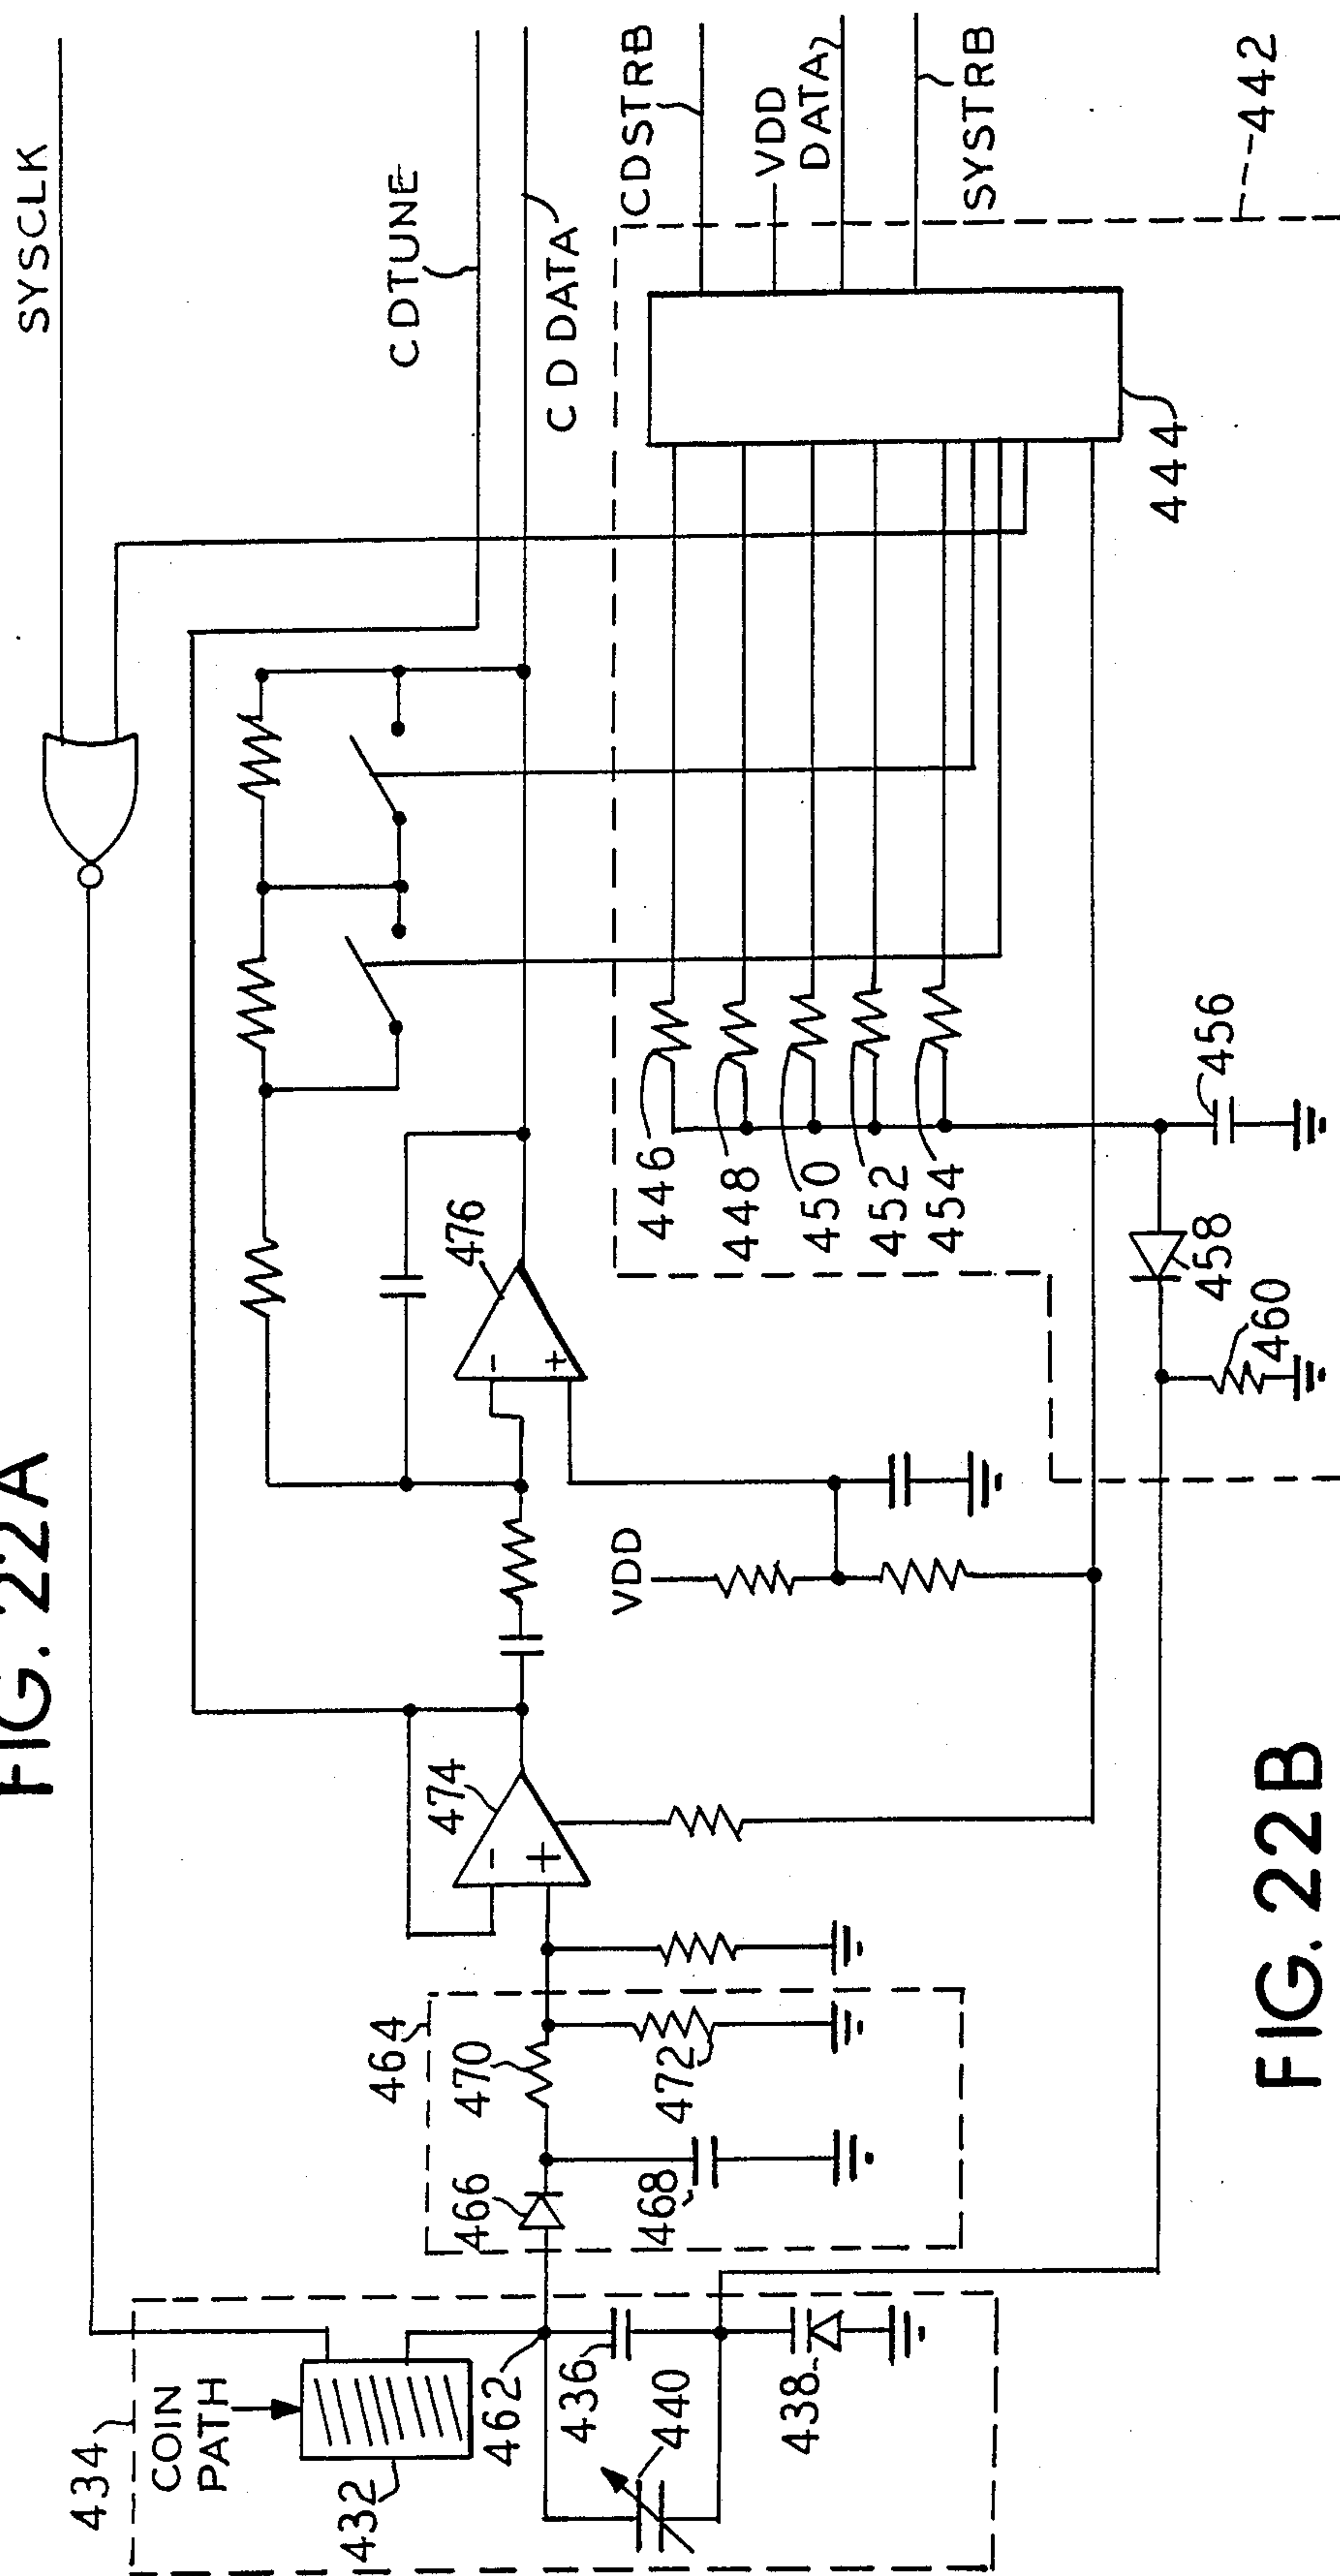 FIG. 22A
SYSCLK
CDTUNE
CD DATA
CDSTRB
VDD
DATA
SYSTRB
442
444
446
448
450
452
454
456
458
460
476
VDD
474
464
470
472
466
468
434
COIN
PATH
432
462
436
440
438
-
+
-
+
FIG. 22B